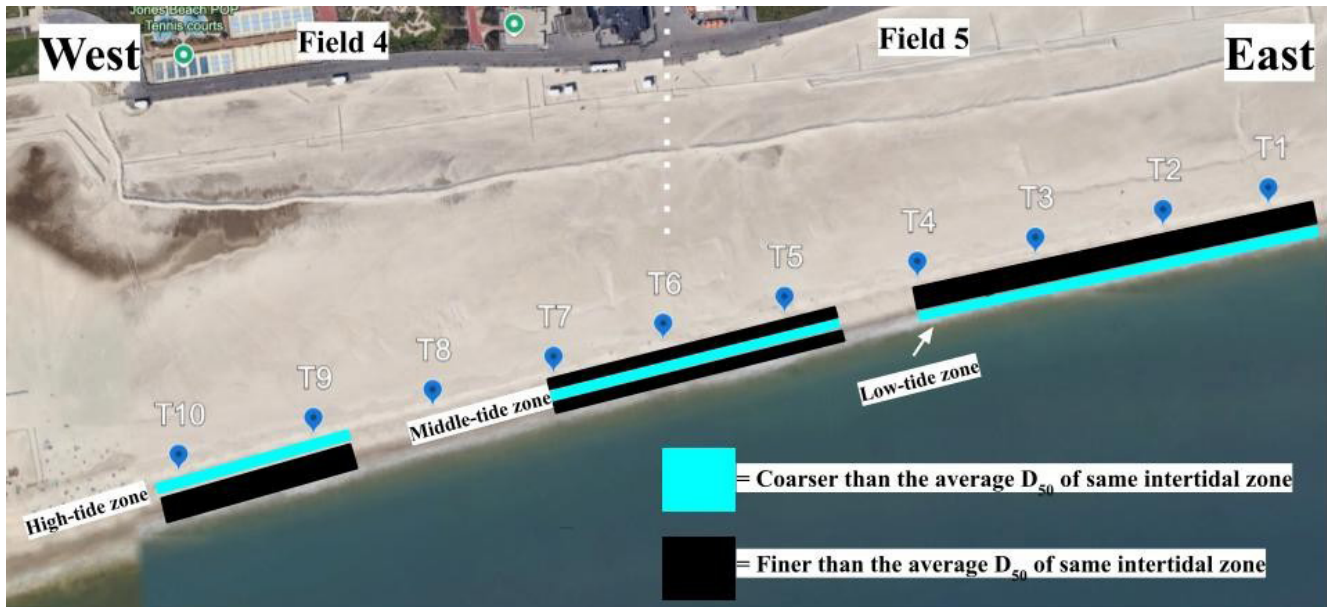 Jones Beach POP
Tennis courts
West
Field 4
Field 5
East
T1
T2
T3
T4
T5
T6
T7
T8
T9
T10
Low-tide zone
Middle-tide zone
High-tide zone
= Coarser than the average D50 of same intertidal zone
= Finer than the average D50 of same intertidal zone